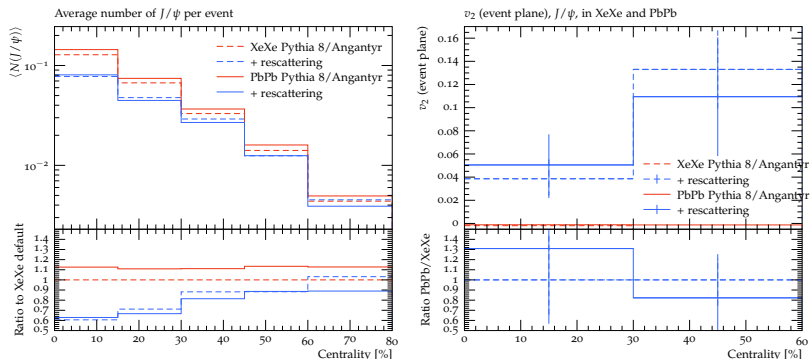 Average number of J/ψ per event
⟨N(J/ψ)⟩
10⁻¹
10⁻²
XeXe Pythia 8/Angantyr
+ rescattering
PbPb Pythia 8/Angantyr
+ rescattering
Ratio to XeXe default
1.4
1.3
1.2
1.1
1.0
0.9
0.8
0.7
0.6
0.5
0 10 20 30 40 50 60 70 80
Centrality [%]
v₂ (event plane), J/ψ, in XeXe and PbPb
v₂ (event plane)
0.16
0.14
0.12
0.1
0.08
0.06
0.04
0.02
0
XeXe Pythia 8/Angantyr
+ rescattering
PbPb Pythia 8/Angantyr
+ rescattering
Ratio PbPb/XeXe
1.4
1.3
1.2
1.1
1.0
0.9
0.8
0.7
0.6
0.5
0 10 20 30 40 50 60
Centrality [%]